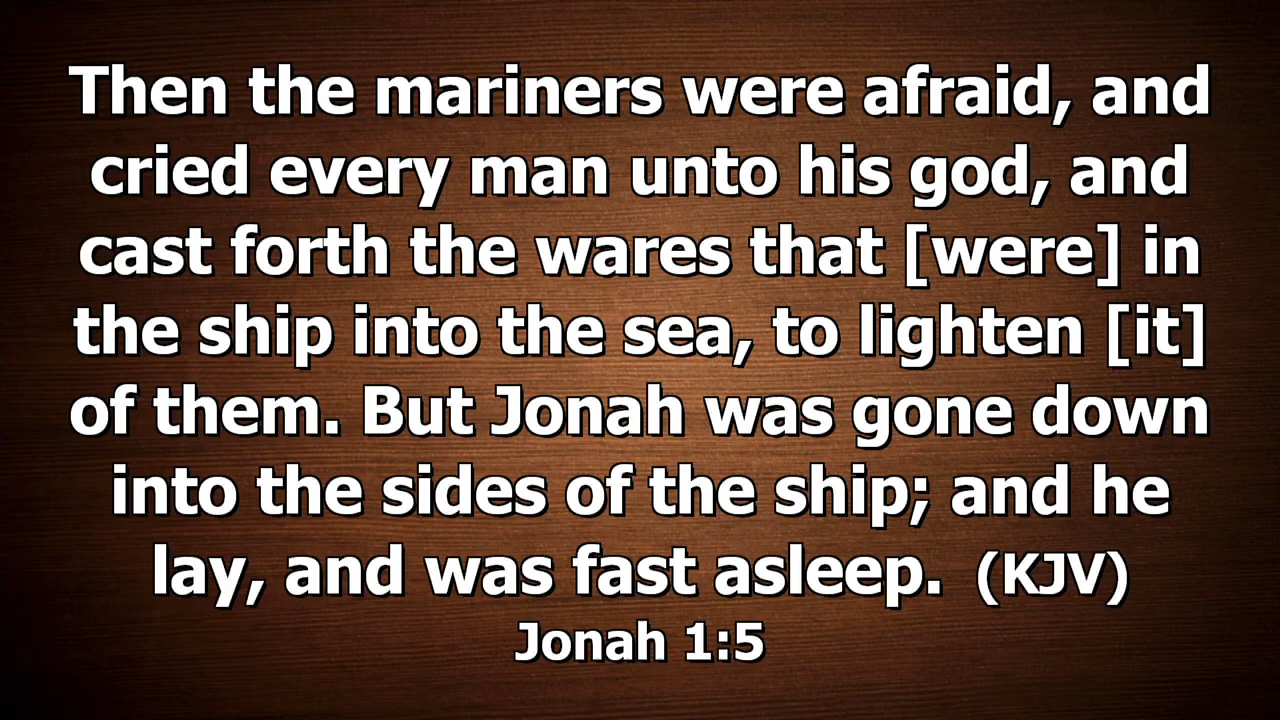 Then the mariners were afraid, and
cried every man unto his god, and
cast forth the wares that [were] in
the ship into the sea, to lighten [it]
of them. But Jonah was gone down
into the sides of the ship; and he
lay, and was fast asleep. (KJV)
Jonah 1:5